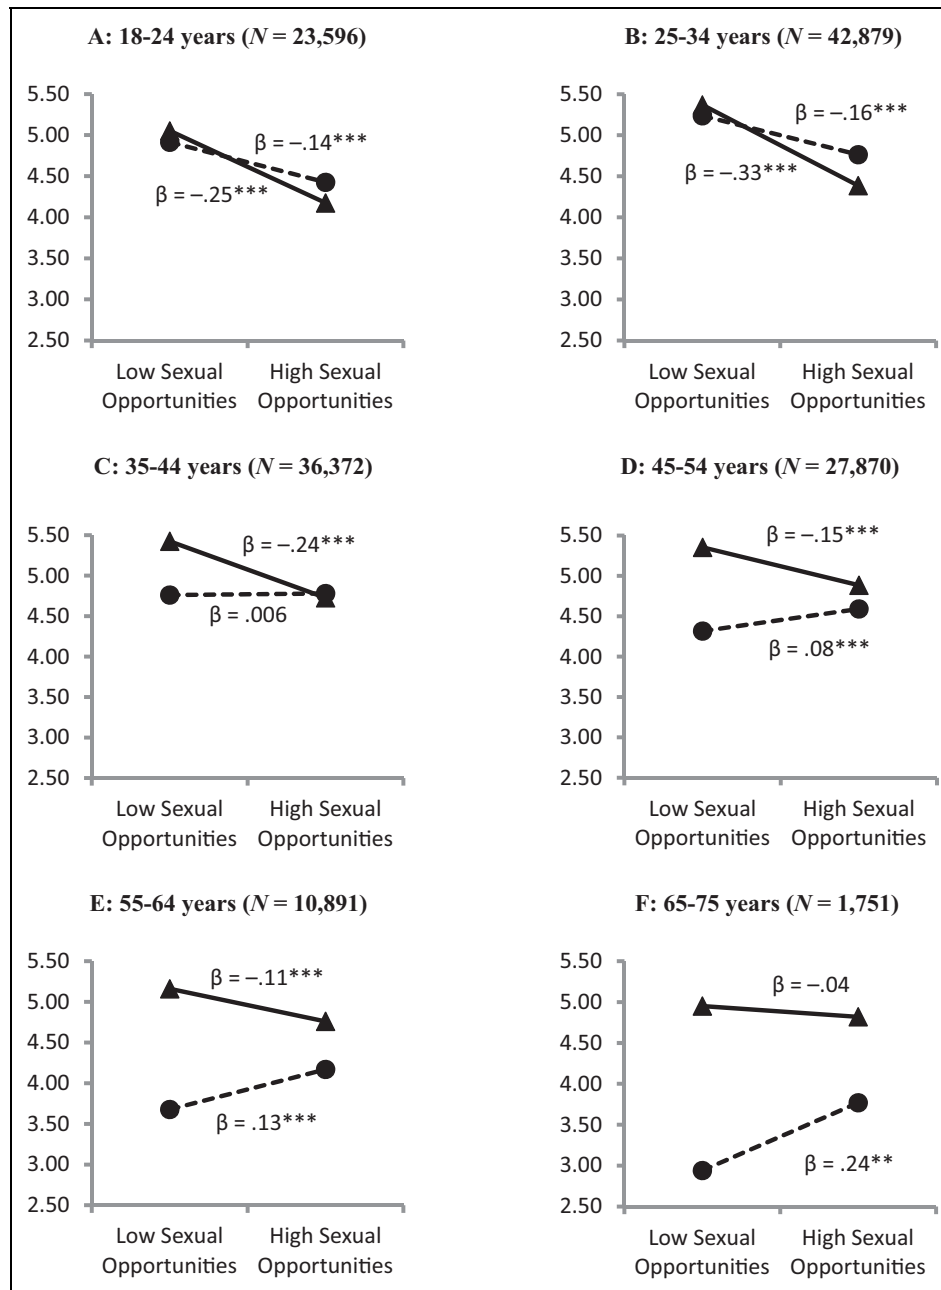 A: 18-24 years (N = 23,596)
5.50
5.00
4.50
4.00
3.50
3.00
2.50
β = –.14***
β = –.25***
Low Sexual
Opportunities
High Sexual
Opportunities
B: 25-34 years (N = 42,879)
5.50
5.00
4.50
4.00
3.50
3.00
2.50
β = –.16***
β = –.33***
Low Sexual
Opportunities
High Sexual
Opportunities
C: 35-44 years (N = 36,372)
5.50
5.00
4.50
4.00
3.50
3.00
2.50
β = –.24***
β = .006
Low Sexual
Opportunities
High Sexual
Opportunities
D: 45-54 years (N = 27,870)
5.50
5.00
4.50
4.00
3.50
3.00
2.50
β = –.15***
β = .08***
Low Sexual
Opportunities
High Sexual
Opportunities
E: 55-64 years (N = 10,891)
5.50
5.00
4.50
4.00
3.50
3.00
2.50
β = –.11***
β = .13***
Low Sexual
Opportunities
High Sexual
Opportunities
F: 65-75 years (N = 1,751)
5.50
5.00
4.50
4.00
3.50
3.00
2.50
β = –.04
β = .24**
Low Sexual
Opportunities
High Sexual
Opportunities